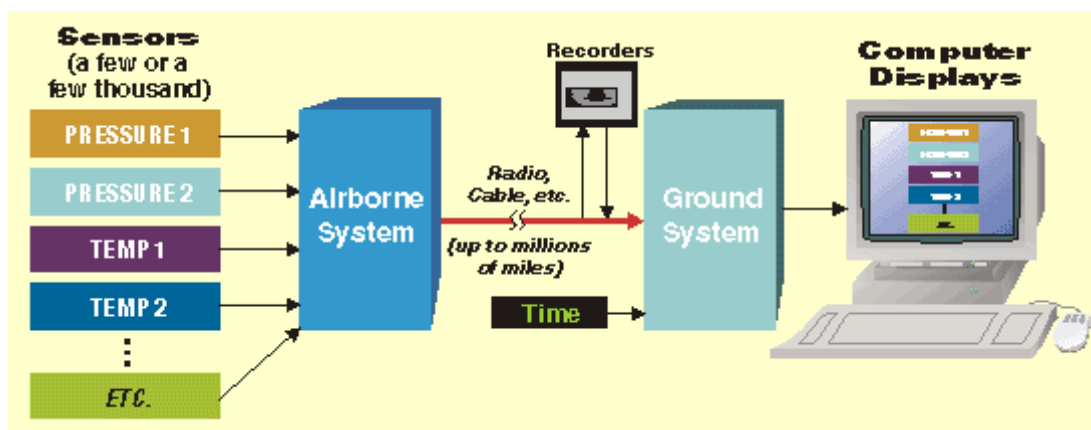 Sensors
(a few or a
few thousand)
PRESSURE 1
PRESSURE 2
TEMP 1
TEMP 2
ETC.
Airborne
System
Radio,
Cable, etc.
(up to millions
of miles)
Recorders
Time
Ground
System
Computer
Displays
TEMP 1
TEMP 2